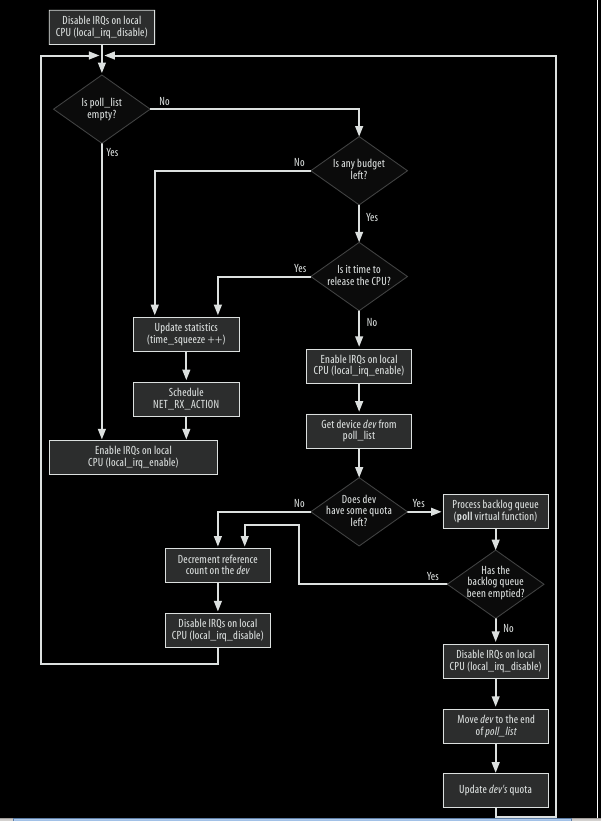 Disable IRQs on local
CPU (local_irq_disable)
Is poll_list
empty?
No
Yes
Is any budget
left?
No
Yes
Is it time to
release the CPU?
Yes
No
Update statistics
(time_squeeze ++)
Schedule
NET_RX_ACTION
Enable IRQs on local
CPU (local_irq_enable)
Enable IRQs on local
CPU (local_irq_enable)
Get device dev from
poll_list
Does dev
have some quota
left?
No
Yes
Process backlog queue
(poll virtual function)
Decrement reference
count on the dev
Disable IRQs on local
CPU (local_irq_disable)
Has the
backlog queue
been emptied?
Yes
No
Disable IRQs on local
CPU (local_irq_disable)
Move dev to the end
of poll_list
Update dev's quota